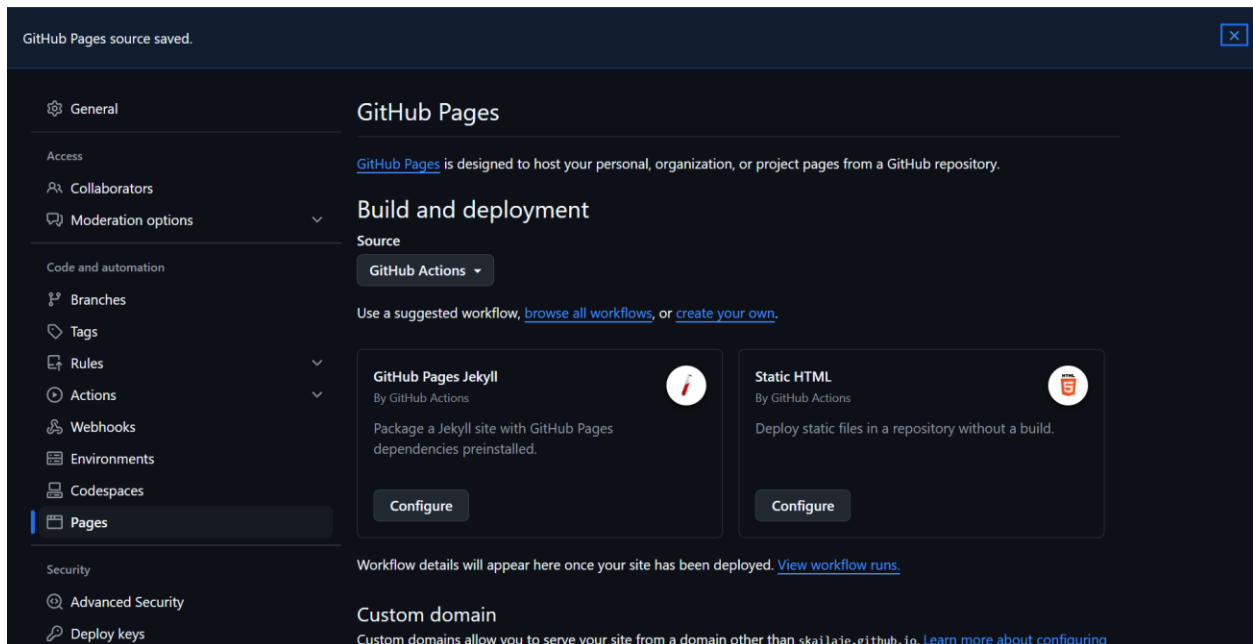 GitHub Pages source saved.
General
Access
Collaborators
Moderation options
Code and automation
Branches
Tags
Rules
Actions
Webhooks
Environments
Codespaces
Pages
Security
Advanced Security
Deploy keys
GitHub Pages
GitHub Pages is designed to host your personal, organization, or project pages from a GitHub repository.
Build and deployment
Source
GitHub Actions
Use a suggested workflow, browse all workflows, or create your own.
GitHub Pages Jekyll
By GitHub Actions
Package a Jekyll site with GitHub Pages
dependencies preinstalled.
Configure
Static HTML
By GitHub Actions
Deploy static files in a repository without a build.
Configure
HTML
5
Workflow details will appear here once your site has been deployed. View workflow runs.
Custom domain
Custom domains allow you to serve your site from a domain other than skailaje.github.io. Learn more about configuring